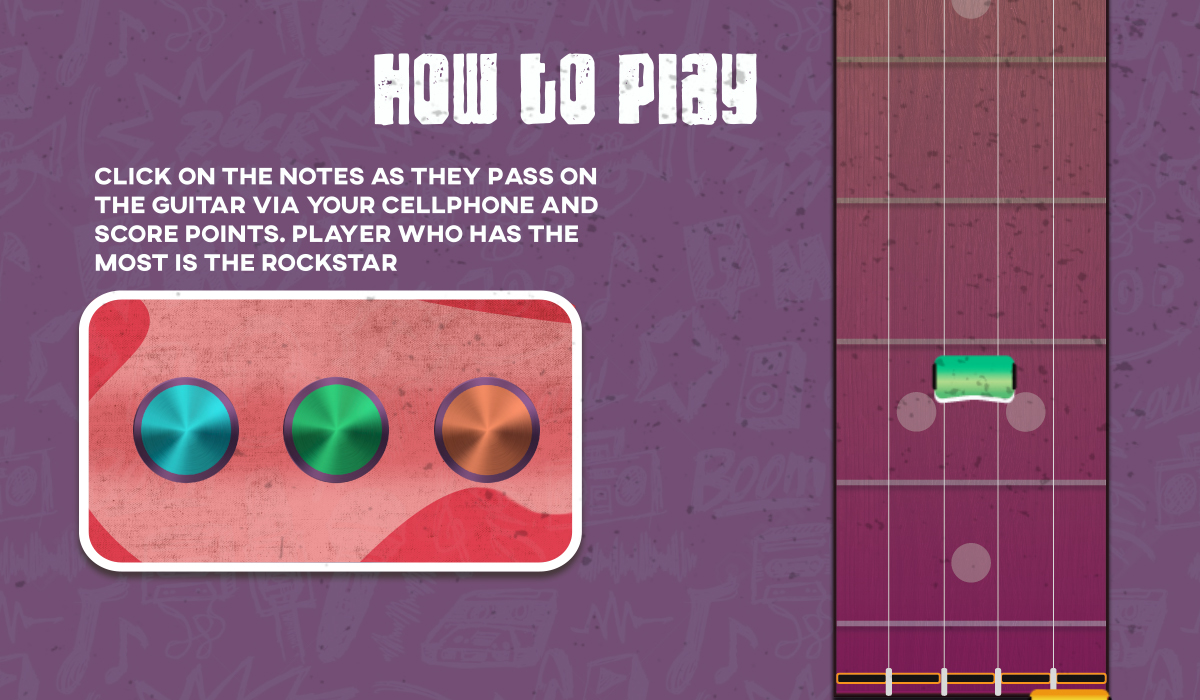 How to Play
CLICK ON THE NOTES AS THEY PASS ON
THE GUITAR VIA YOUR CELLPHONE AND
SCORE POINTS. PLAYER WHO HAS THE
MOST IS THE ROCKSTAR
BOOM